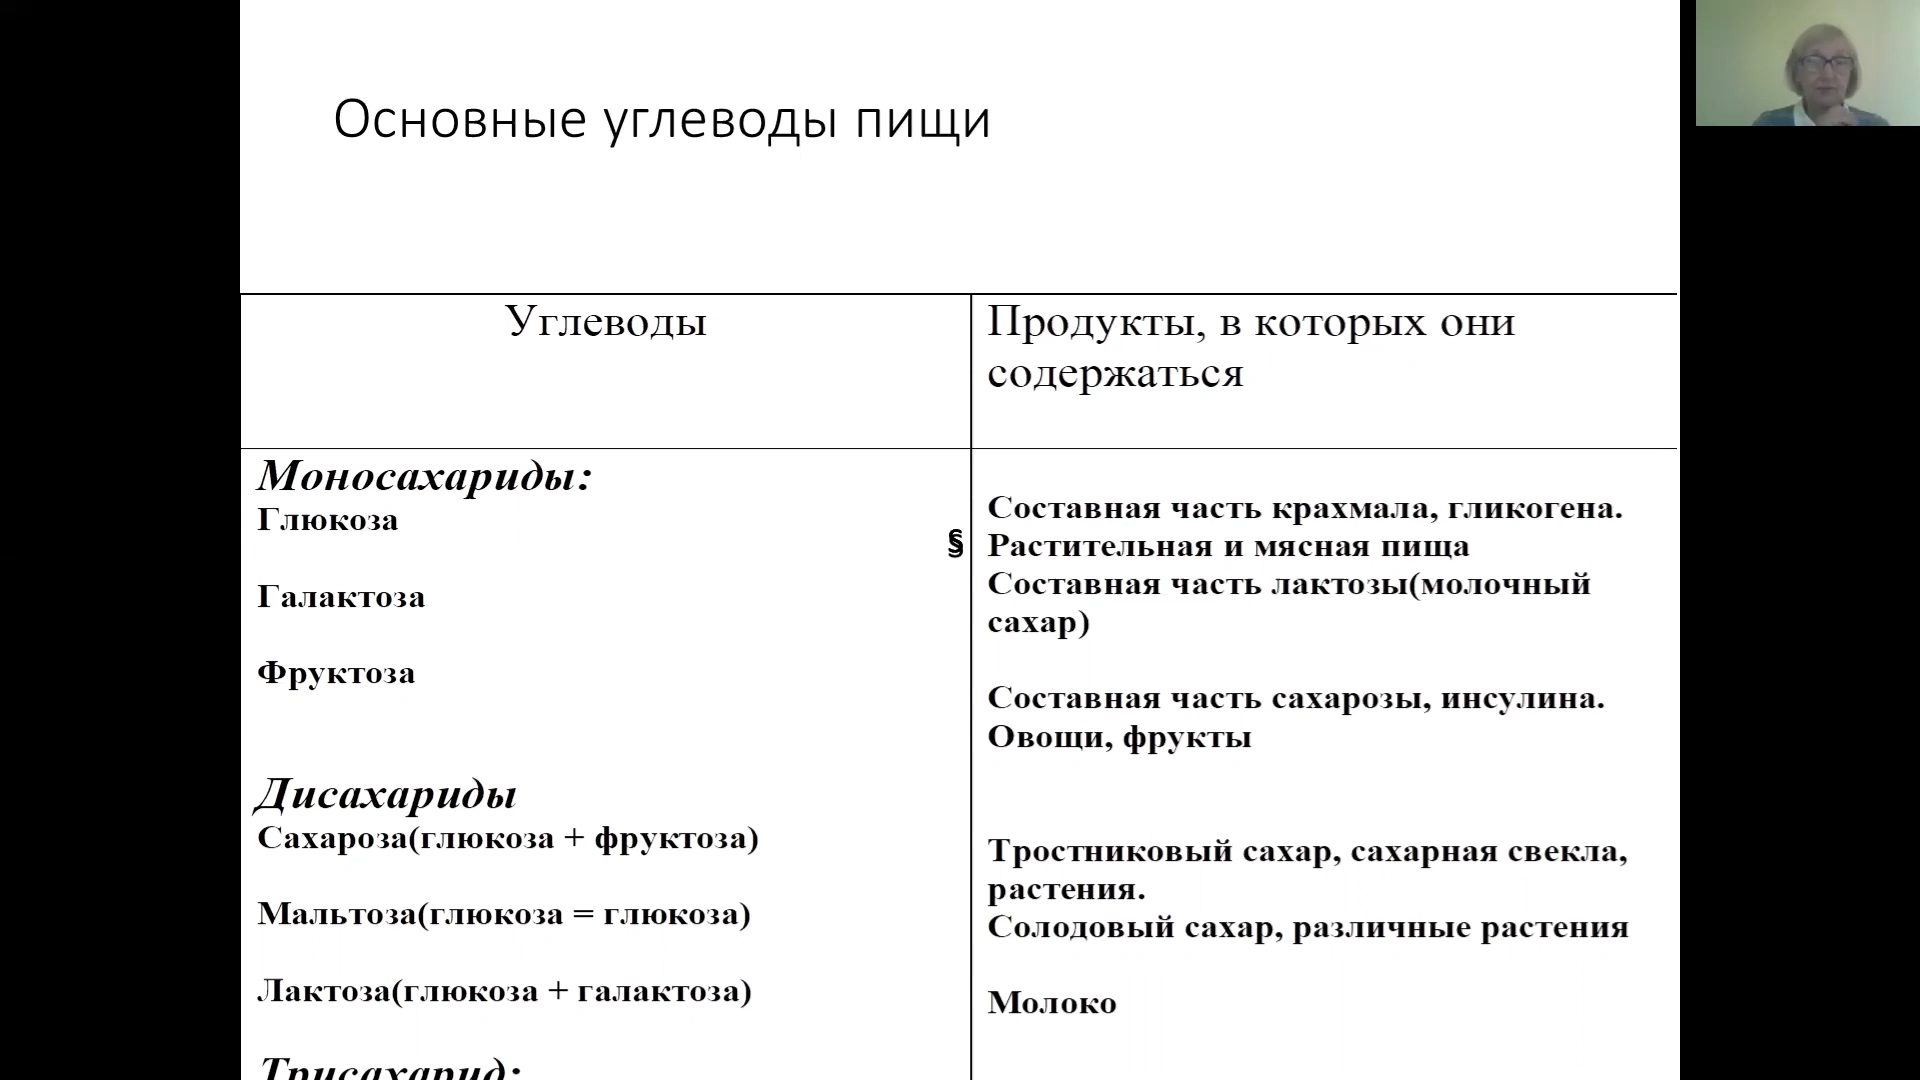 Основные углеводы пищи
Углеводы
Продукты, в которых они
содержаться
Моносахариды:
Глюкоза
Галактоза
Фруктоза
Дисахариды
Сахароза(глюкоза + фруктоза)
Мальтоза(глюкоза = глюкоза)
Лактоза(глюкоза + галактоза)
Трисахарид:
§
Составная часть крахмала, гликогена.
Растительная и мясная пища
Составная часть лактозы(молочный
сахар)
Составная часть сахарозы, инсулина.
Овощи, фрукты
Тростниковый сахар, сахарная свекла,
растения.
Солодовый сахар, различные растения
Молоко